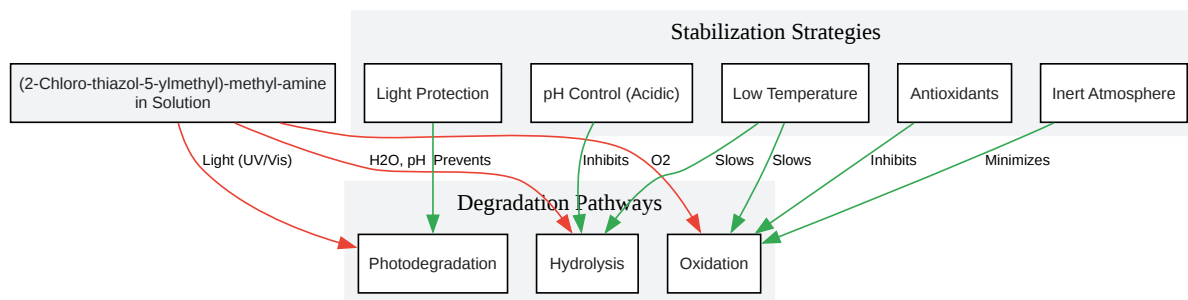 Stabilization Strategies
(2-Chloro-thiazol-5-ylmethyl)-methyl-amine
in Solution
Light Protection
pH Control (Acidic)
Low Temperature
Antioxidants
Inert Atmosphere
Light (UV/Vis)
H2O, pH
Prevents
Inhibits
O2
Slows
Slows
Inhibits
Minimizes
Degradation Pathways
Photodegradation
Hydrolysis
Oxidation